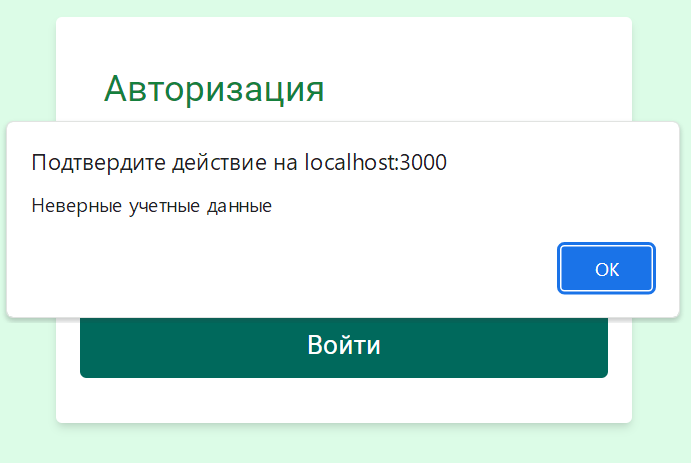 Авторизация
Подтвердите действие на localhost:3000
Неверные учетные данные
OK
Войти